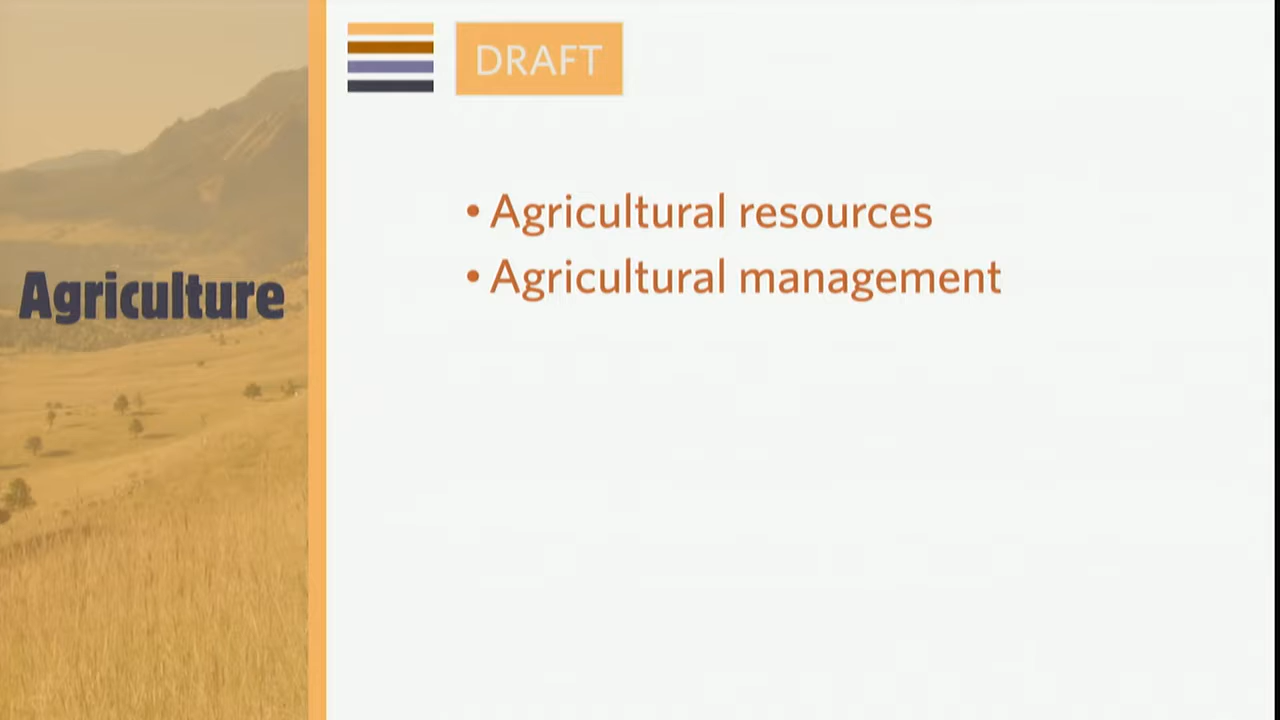 DRAFT
Agriculture
• Agricultural resources
• Agricultural management